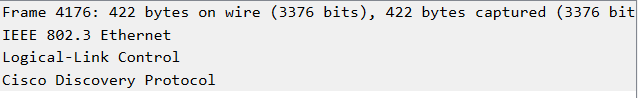 Frame 4176: 422 bytes on wire (3376 bits), 422 bytes captured (3376 bit
IEEE 802.3 Ethernet
Logical-Link Control
Cisco Discovery Protocol